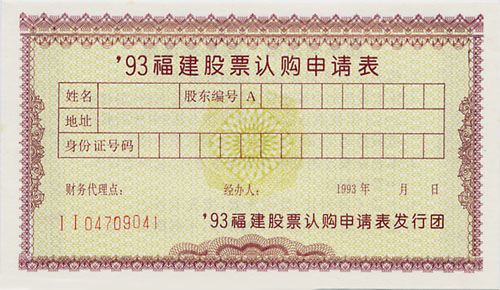 ’93福建股票认购申请表
姓名 股东编号 A
地址
身份证号码
财务代理点： 经办人： 1993 年 月 日
II04709041 ’93福建股票认购申请表发行团